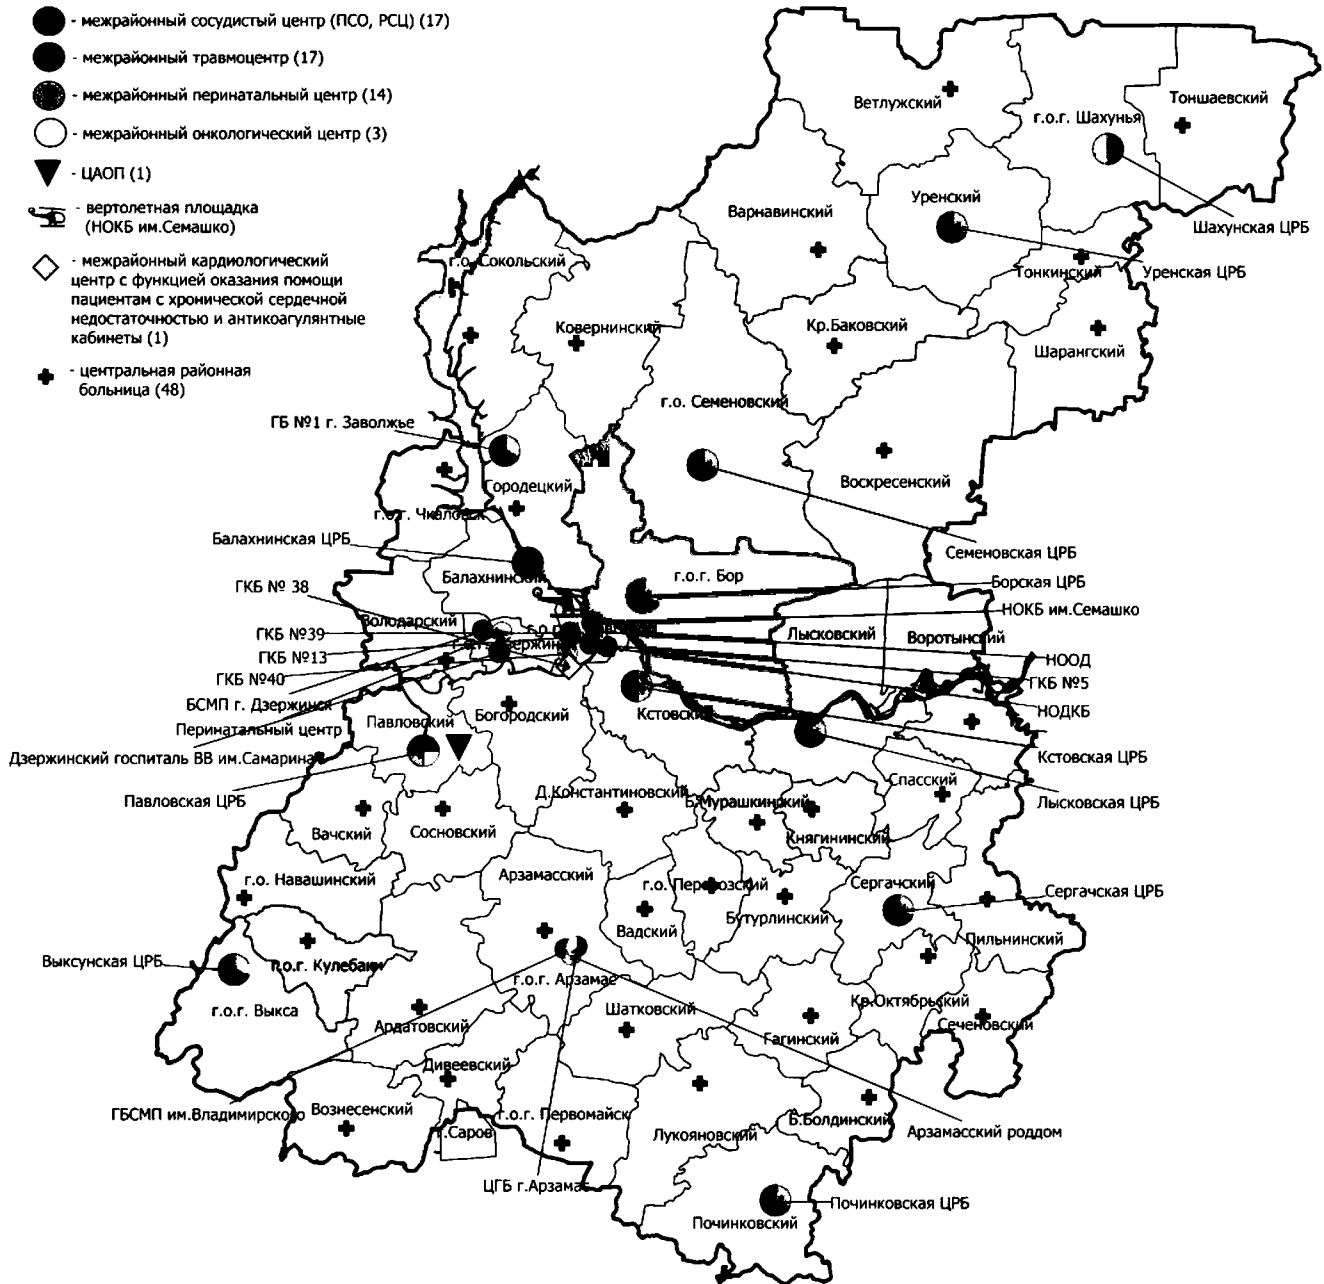 - межрайонный сосудистый центр (ПСО, РСЦ) (17)
- межрайонный травмоцентр (17)
- межрайонный перинатальный центр (14)
- межрайонный онкологический центр (3)
- ЦАОП (1)
- вертолетная площадка
(НОКБ им.Семашко)
- межрайонный кардиологический
центр с функцией оказания помощи
пациентам с хронической сердечной
недостаточностью и антикоагулянтные
кабинеты (1)
- центральная районная
больница (48)
Ветлужский
г.о.г. Шахунья
Тоншаевский
Шахунская ЦРБ
Уренский
Варнавинский
Тонкинский
Уренская ЦРБ
г.о. Сокольский
Ковернинский
Кр.Баковский
Шарангский
г.о. Семеновский
ГБ №1 г. Заволжье
Городецкий
Воскресенский
г.о.г. Чкаловск
Балахнинская ЦРБ
Семеновская ЦРБ
Балахнинский
г.о.г. Бор
Борская ЦРБ
ГКБ № 38
НОКБ им.Семашко
Володарский
Лысковский
Воротынский
ГКБ №39
ГКБ №13
НООД
ГКБ №40
ГКБ №5
БСМП г. Дзержинск
НОДКБ
Перинатальный центр
Павловский
Богородский
Кстовский
Дзержинский госпиталь ВВ им.Самарина
Кстовская ЦРБ
Павловская ЦРБ
Лысковская ЦРБ
Спасский
Д.Константиновский
Б.Мурашкинский
Вачский
Сосновский
Княгининский
г.о. Навашинский
Арзамасский
г.о. Перевозский
Сергачский
Сергачская ЦРБ
Бутурлинский
Вадский
Пильнинский
Выксунская ЦРБ
г.о.г. Кулебаки
г.о.г. Арзамас
г.о.г. Выкса
Шатковский
Кр.Октябрьский
Ардатовский
Сеченовский
Гагинский
Дивеевский
ГБСМП им.Владимирского
Вознесенский
г.о.г. Первомайск
Б.Болдинский
г.Саров
Лукояновский
Арзамасский роддом
ЦГБ г.Арзамас
Починковская ЦРБ
Починковский